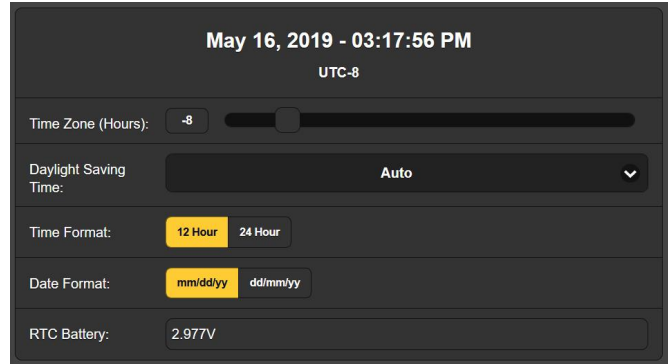 May 16, 2019 - 03:17:56 PM
UTC-8
Time Zone (Hours): -8
Daylight Saving
Time:
Auto
Time Format: 12 Hour 24 Hour
Date Format: mm/dd/yy dd/mm/yy
RTC Battery: 2.977V